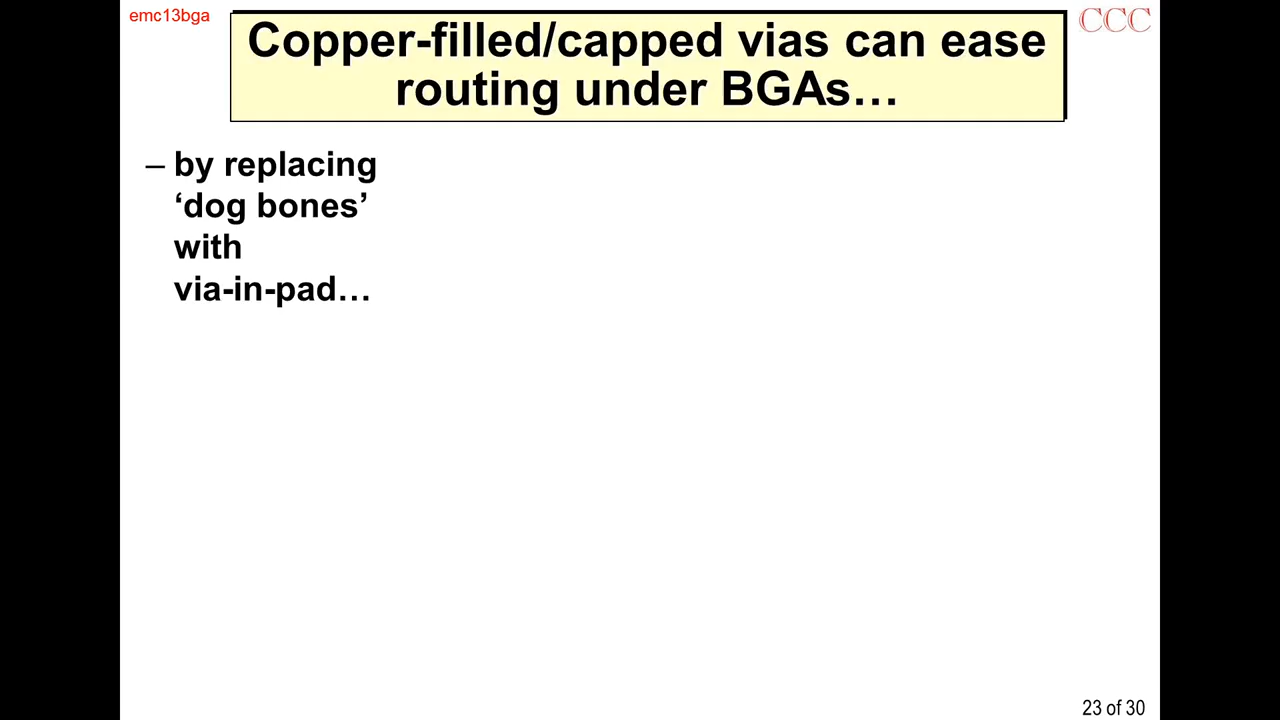 emc13bga
CCC
Copper-filled/capped vias can ease
routing under BGAs…
– by replacing
‘dog bones’
with
via-in-pad…
23 of 30